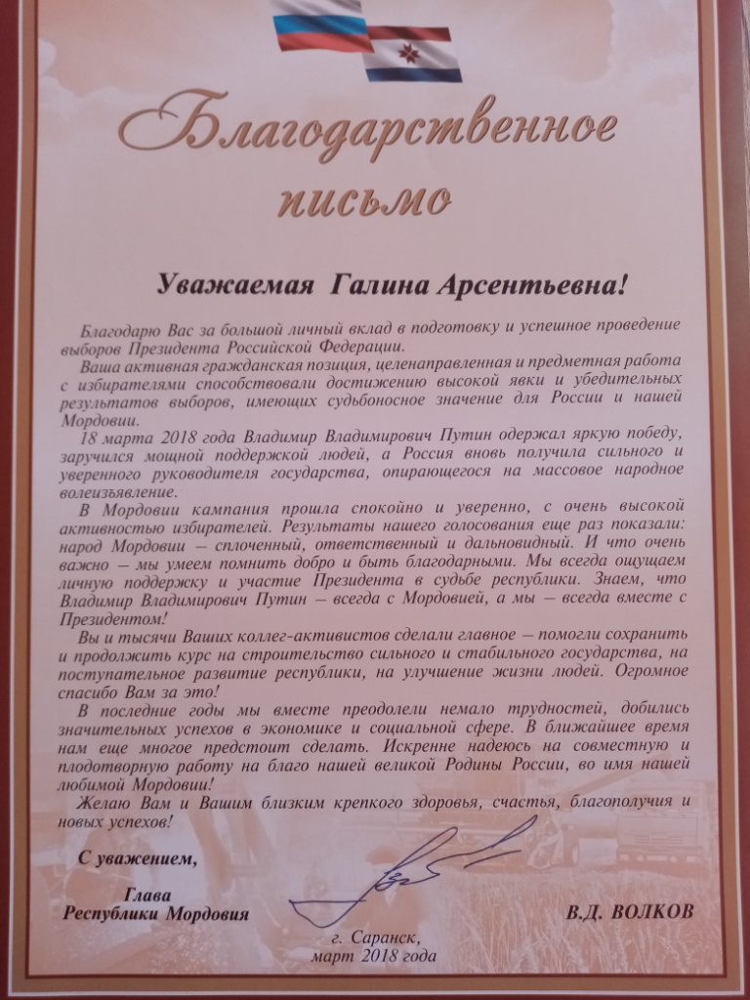 Благодарственное
письмо
Уважаемая Галина Арсентьевна!
Благодарю Вас за большой личный вклад в подготовку и успешное проведение
выборов Президента Российской Федерации.
Ваша активная гражданская позиция, целенаправленная и предметная работа
с избирателями способствовали достижению высокой явки и убедительных
результатов выборов, имеющих судьбоносное значение для России и нашей
Мордовии.
18 марта 2018 года Владимир Владимирович Путин одержал яркую победу,
заручился мощной поддержкой людей, а Россия вновь получила сильного и
уверенного руководителя государства, опирающегося на массовое народное
волеизъявление.
В Мордовии кампания прошла спокойно и уверенно, с очень высокой
активностью избирателей. Результаты нашего голосования еще раз показали:
народ Мордовии – сплоченный, ответственный и дальновидный. И что очень
важно – мы умеем помнить добро и быть благодарными. Мы всегда ощущаем
личную поддержку и участие Президента в судьбе республики. Знаем, что
Владимир Владимирович Путин – всегда с Мордовией, а мы – всегда вместе с
Президентом!
Вы и тысячи Ваших коллег-активистов сделали главное – помогли сохранить
и продолжить курс на строительство сильного и стабильного государства, на
поступательное развитие республики, на улучшение жизни людей. Огромное
спасибо Вам за это!
В последние годы мы вместе преодолели немало трудностей, добились
значительных успехов в экономике и социальной сфере. В ближайшее время
нам еще многое предстоит сделать. Искренне надеюсь на совместную и
плодотворную работу на благо нашей великой Родины России, во имя нашей
любимой Мордовии!
Желаю Вам и Вашим близким крепкого здоровья, счастья, благополучия и
новых успехов!
С уважением,
Глава
Республики Мордовия
В.Д. ВОЛКОВ
г. Саранск,
март 2018 года